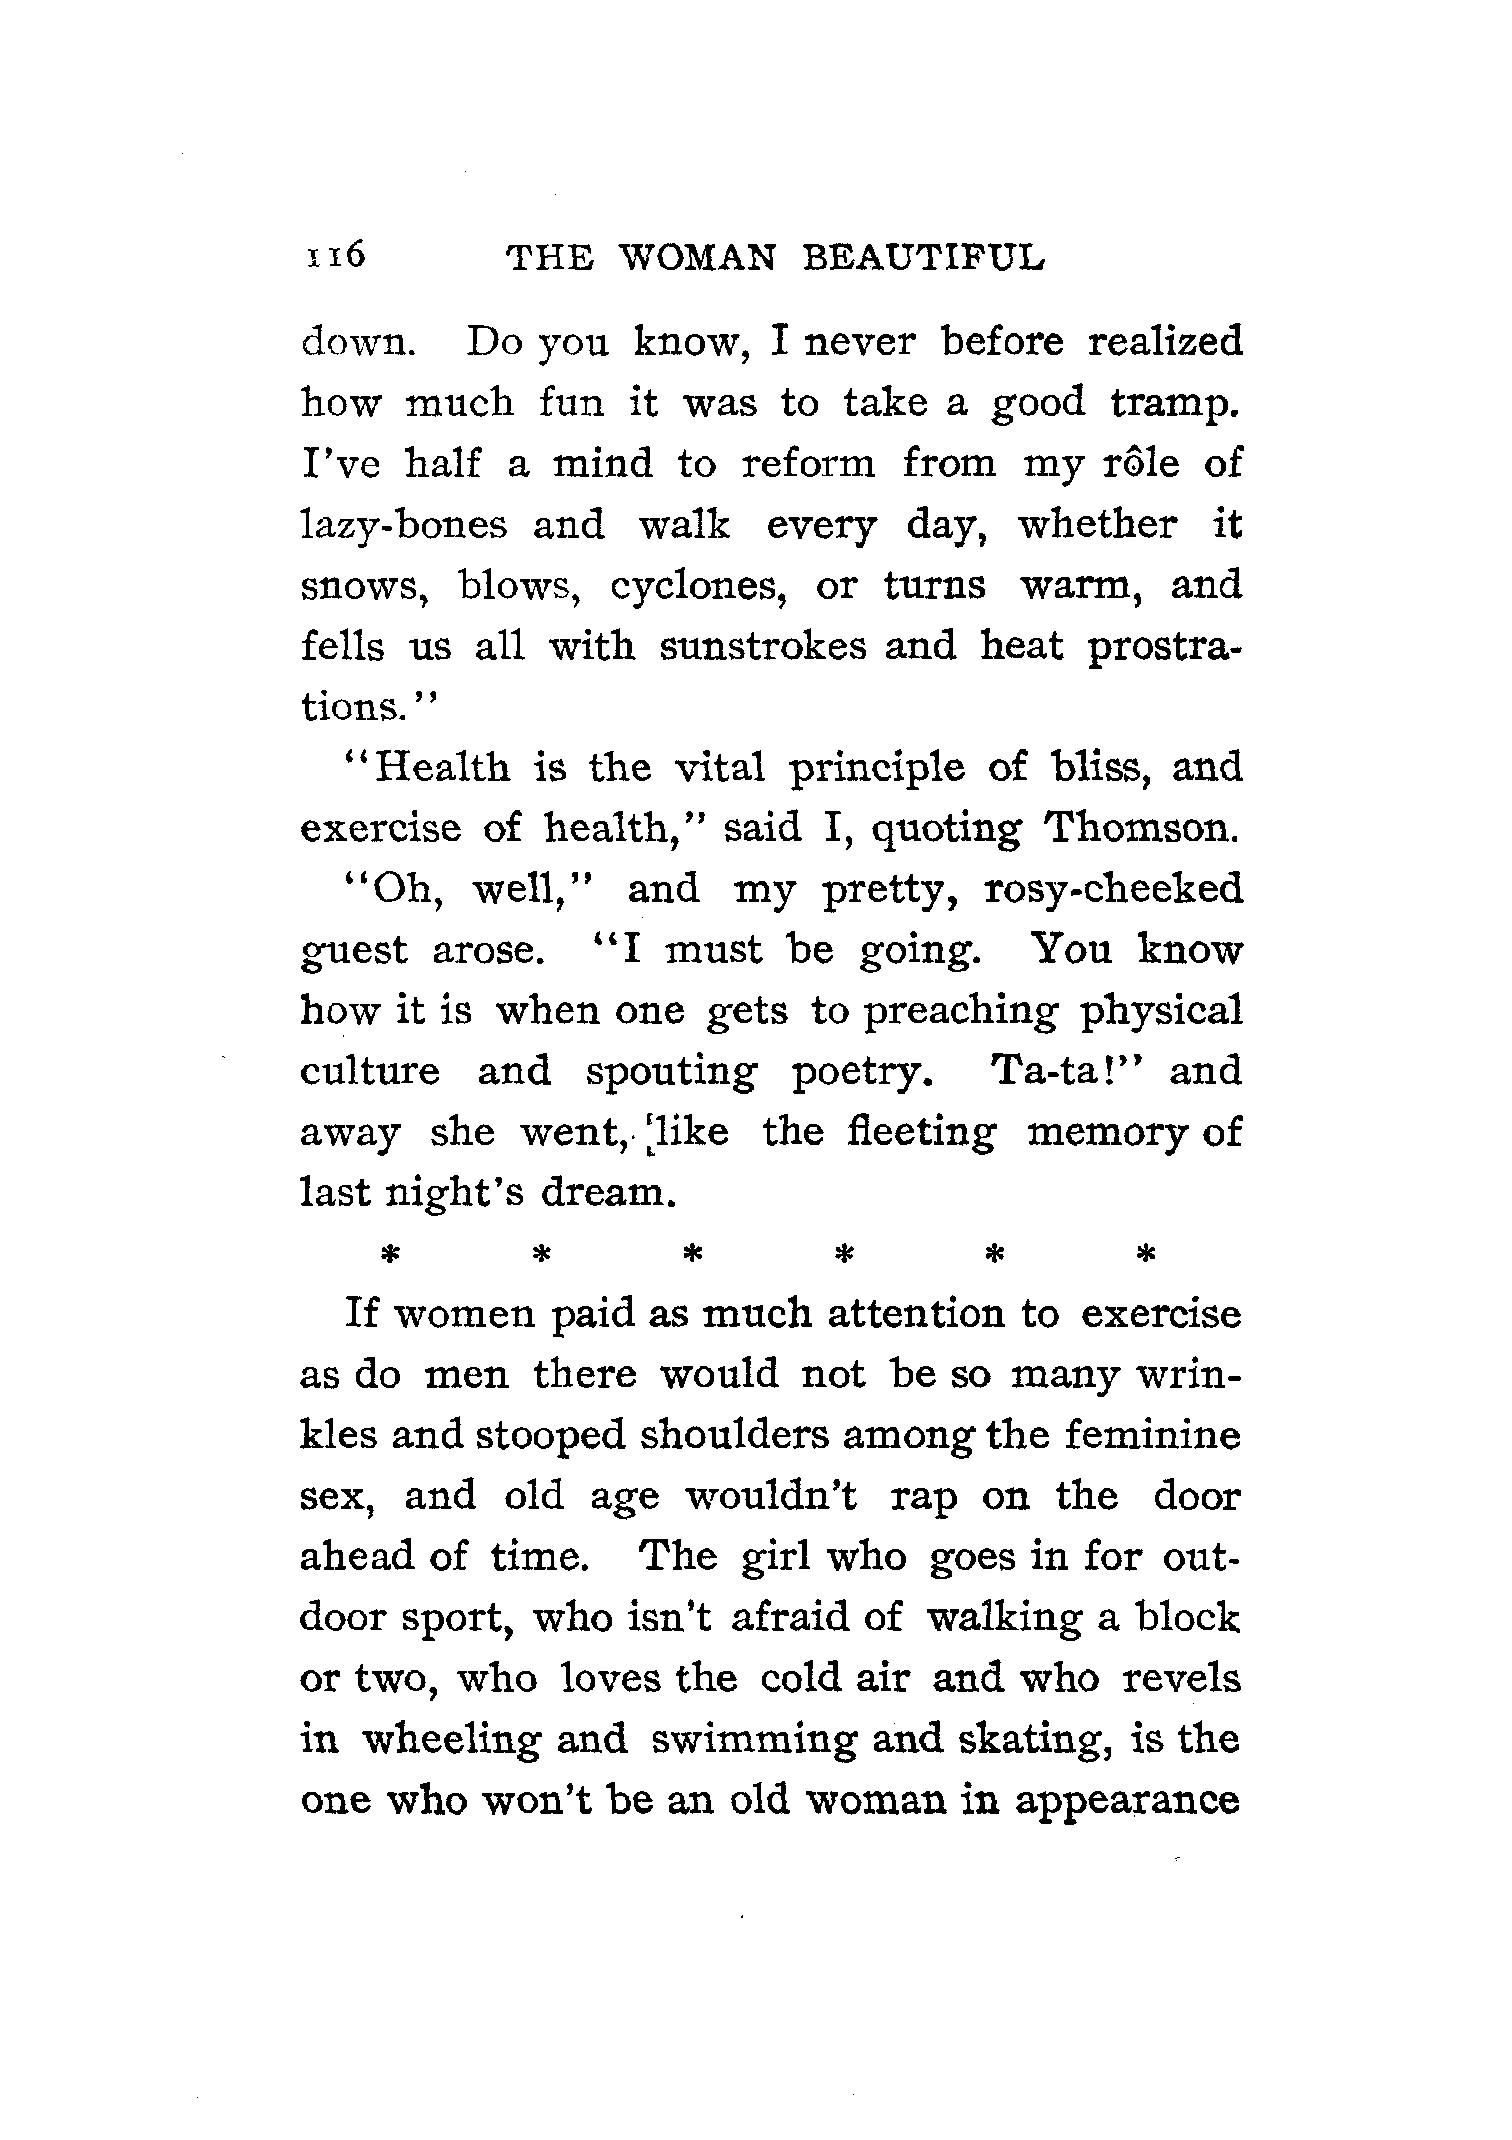 116 THE WOMAN BEAUTIFUL
down. Do you know, I never before realized
how much fun it was to take a good tramp.
I've half a mind to reform from my rôle of
lazy-bones and walk every day, whether it
snows, blows, cyclones, or turns warm, and
fells us all with sunstrokes and heat prostra-
tions."
"Health is the vital principle of bliss, and
exercise of health," said I, quoting Thomson.
"Oh, well," and my pretty, rosy-cheeked
guest arose. "I must be going. You know
how it is when one gets to preaching physical
culture and spouting poetry. Ta-ta!" and
away she went, like the fleeting memory of
last night's dream.
* * * * * *
If women paid as much attention to exercise
as do men there would not be so many wrin-
kles and stooped shoulders among the feminine
sex, and old age wouldn't rap on the door
ahead of time. The girl who goes in for out-
door sport, who isn't afraid of walking a block
or two, who loves the cold air and who revels
in wheeling and swimming and skating, is the
one who won't be an old woman in appearance